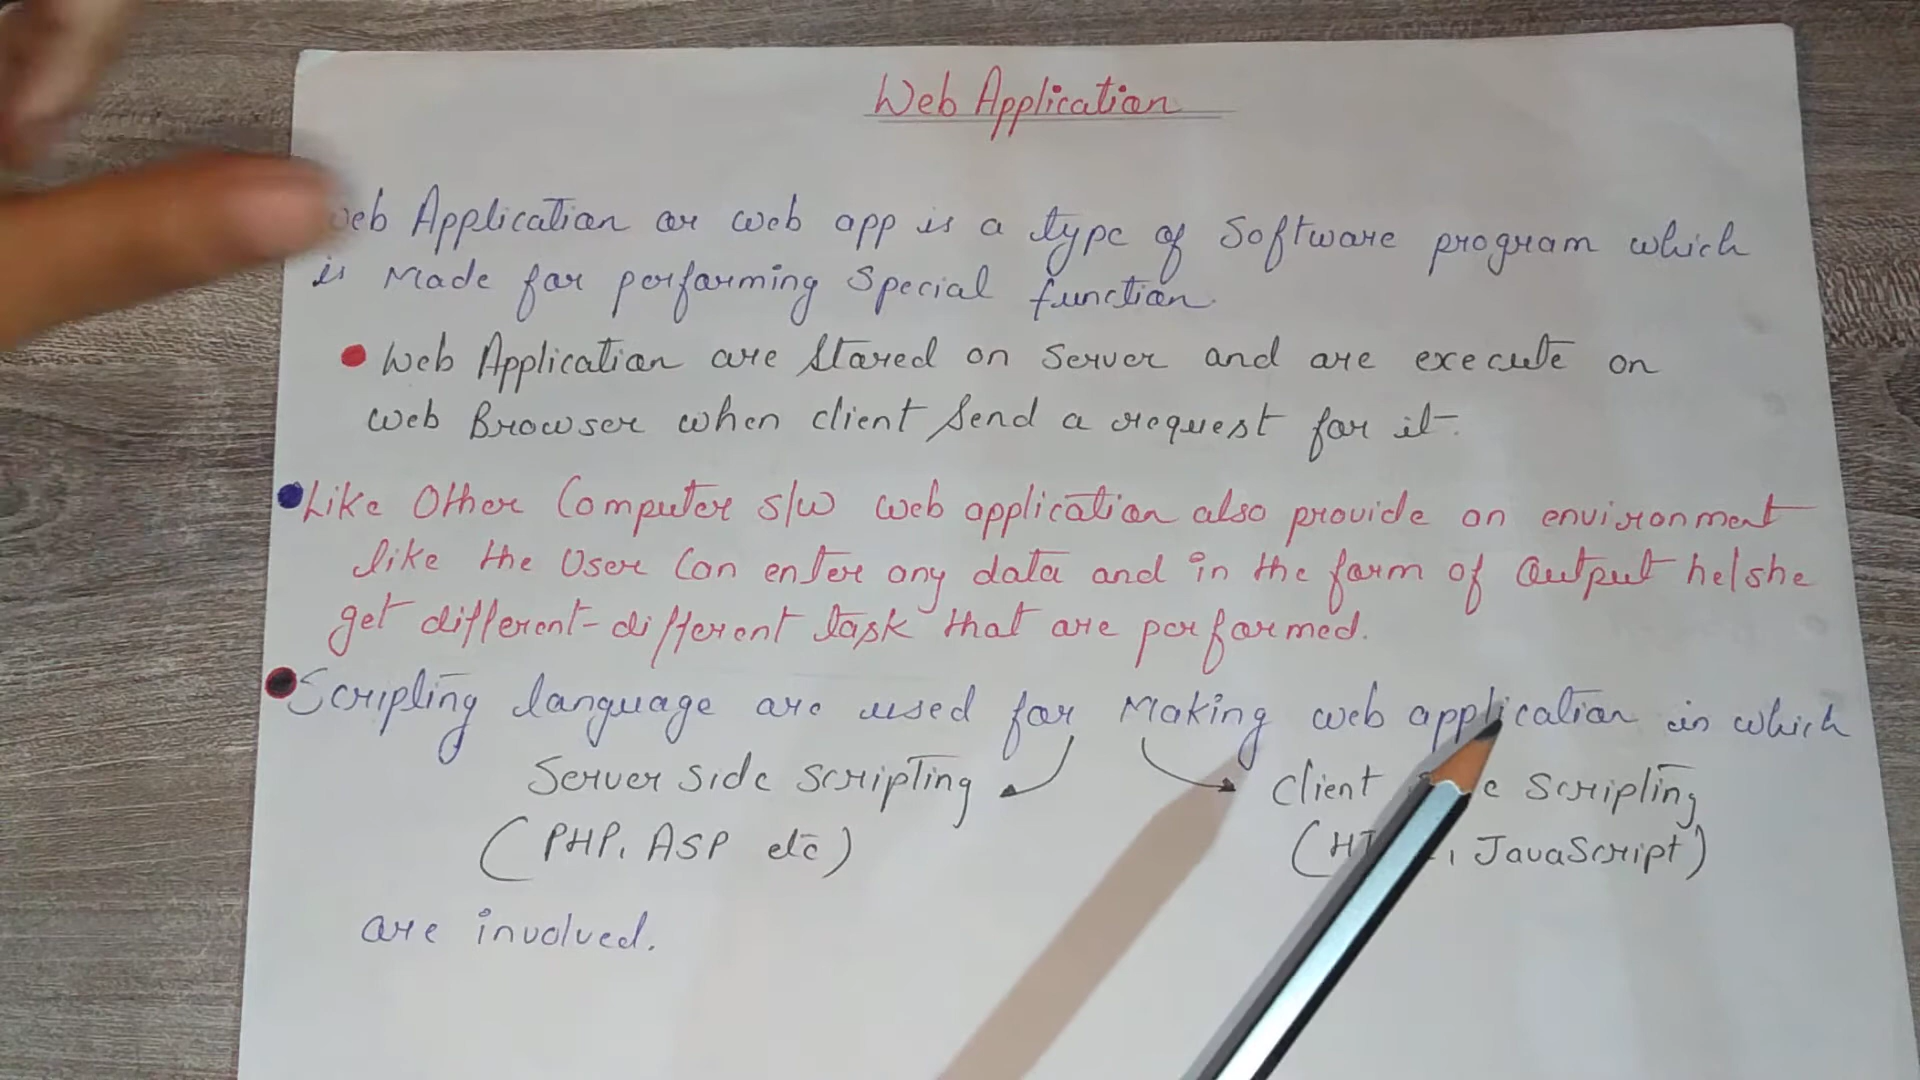 Web Application
Web Application or web app is a type of Software program which
is Made for performing Special function.
Web Application are Stored on Server and are execute on
web Browser when client Send a request for it.
Like Other Computer s/w web application also provide an environment
like the User Can enter any data and in the form of Output he/she
get different-different task that are performed.
Scripting language are used for Making web application in which
Server side scripting
Client scripting
(PHP, ASP etc)
JavaScript)
are involved.